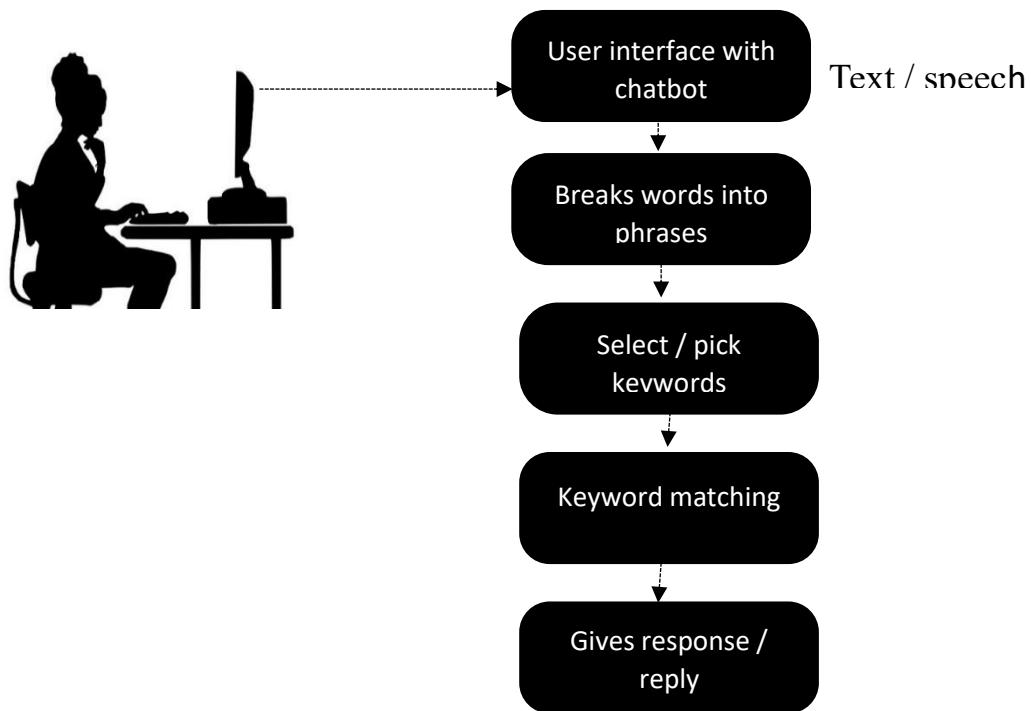 User interface with
chatbot
Text / speech
Breaks words into
phrases
Select / pick
keywords
Keyword matching
Gives response /
reply